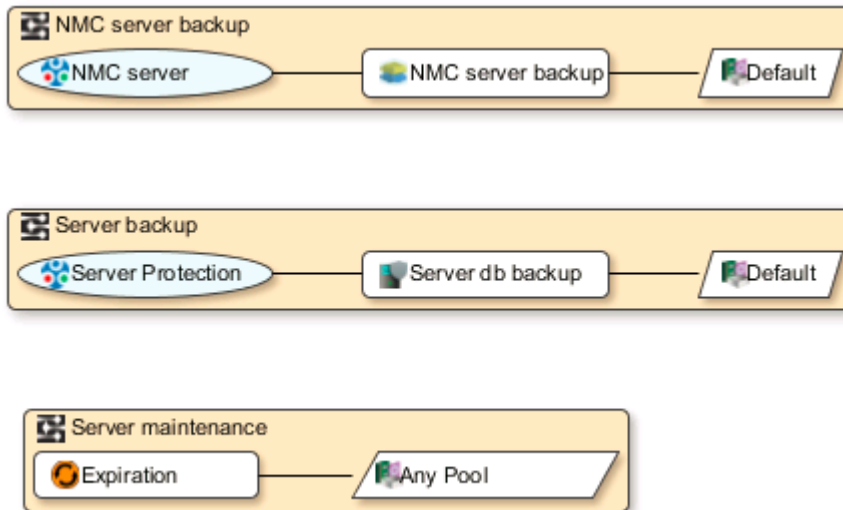 NMC server backup
NMC server
NMC server backup
Default
Server backup
Server Protection
Server db backup
Default
Server maintenance
Expiration
Any Pool